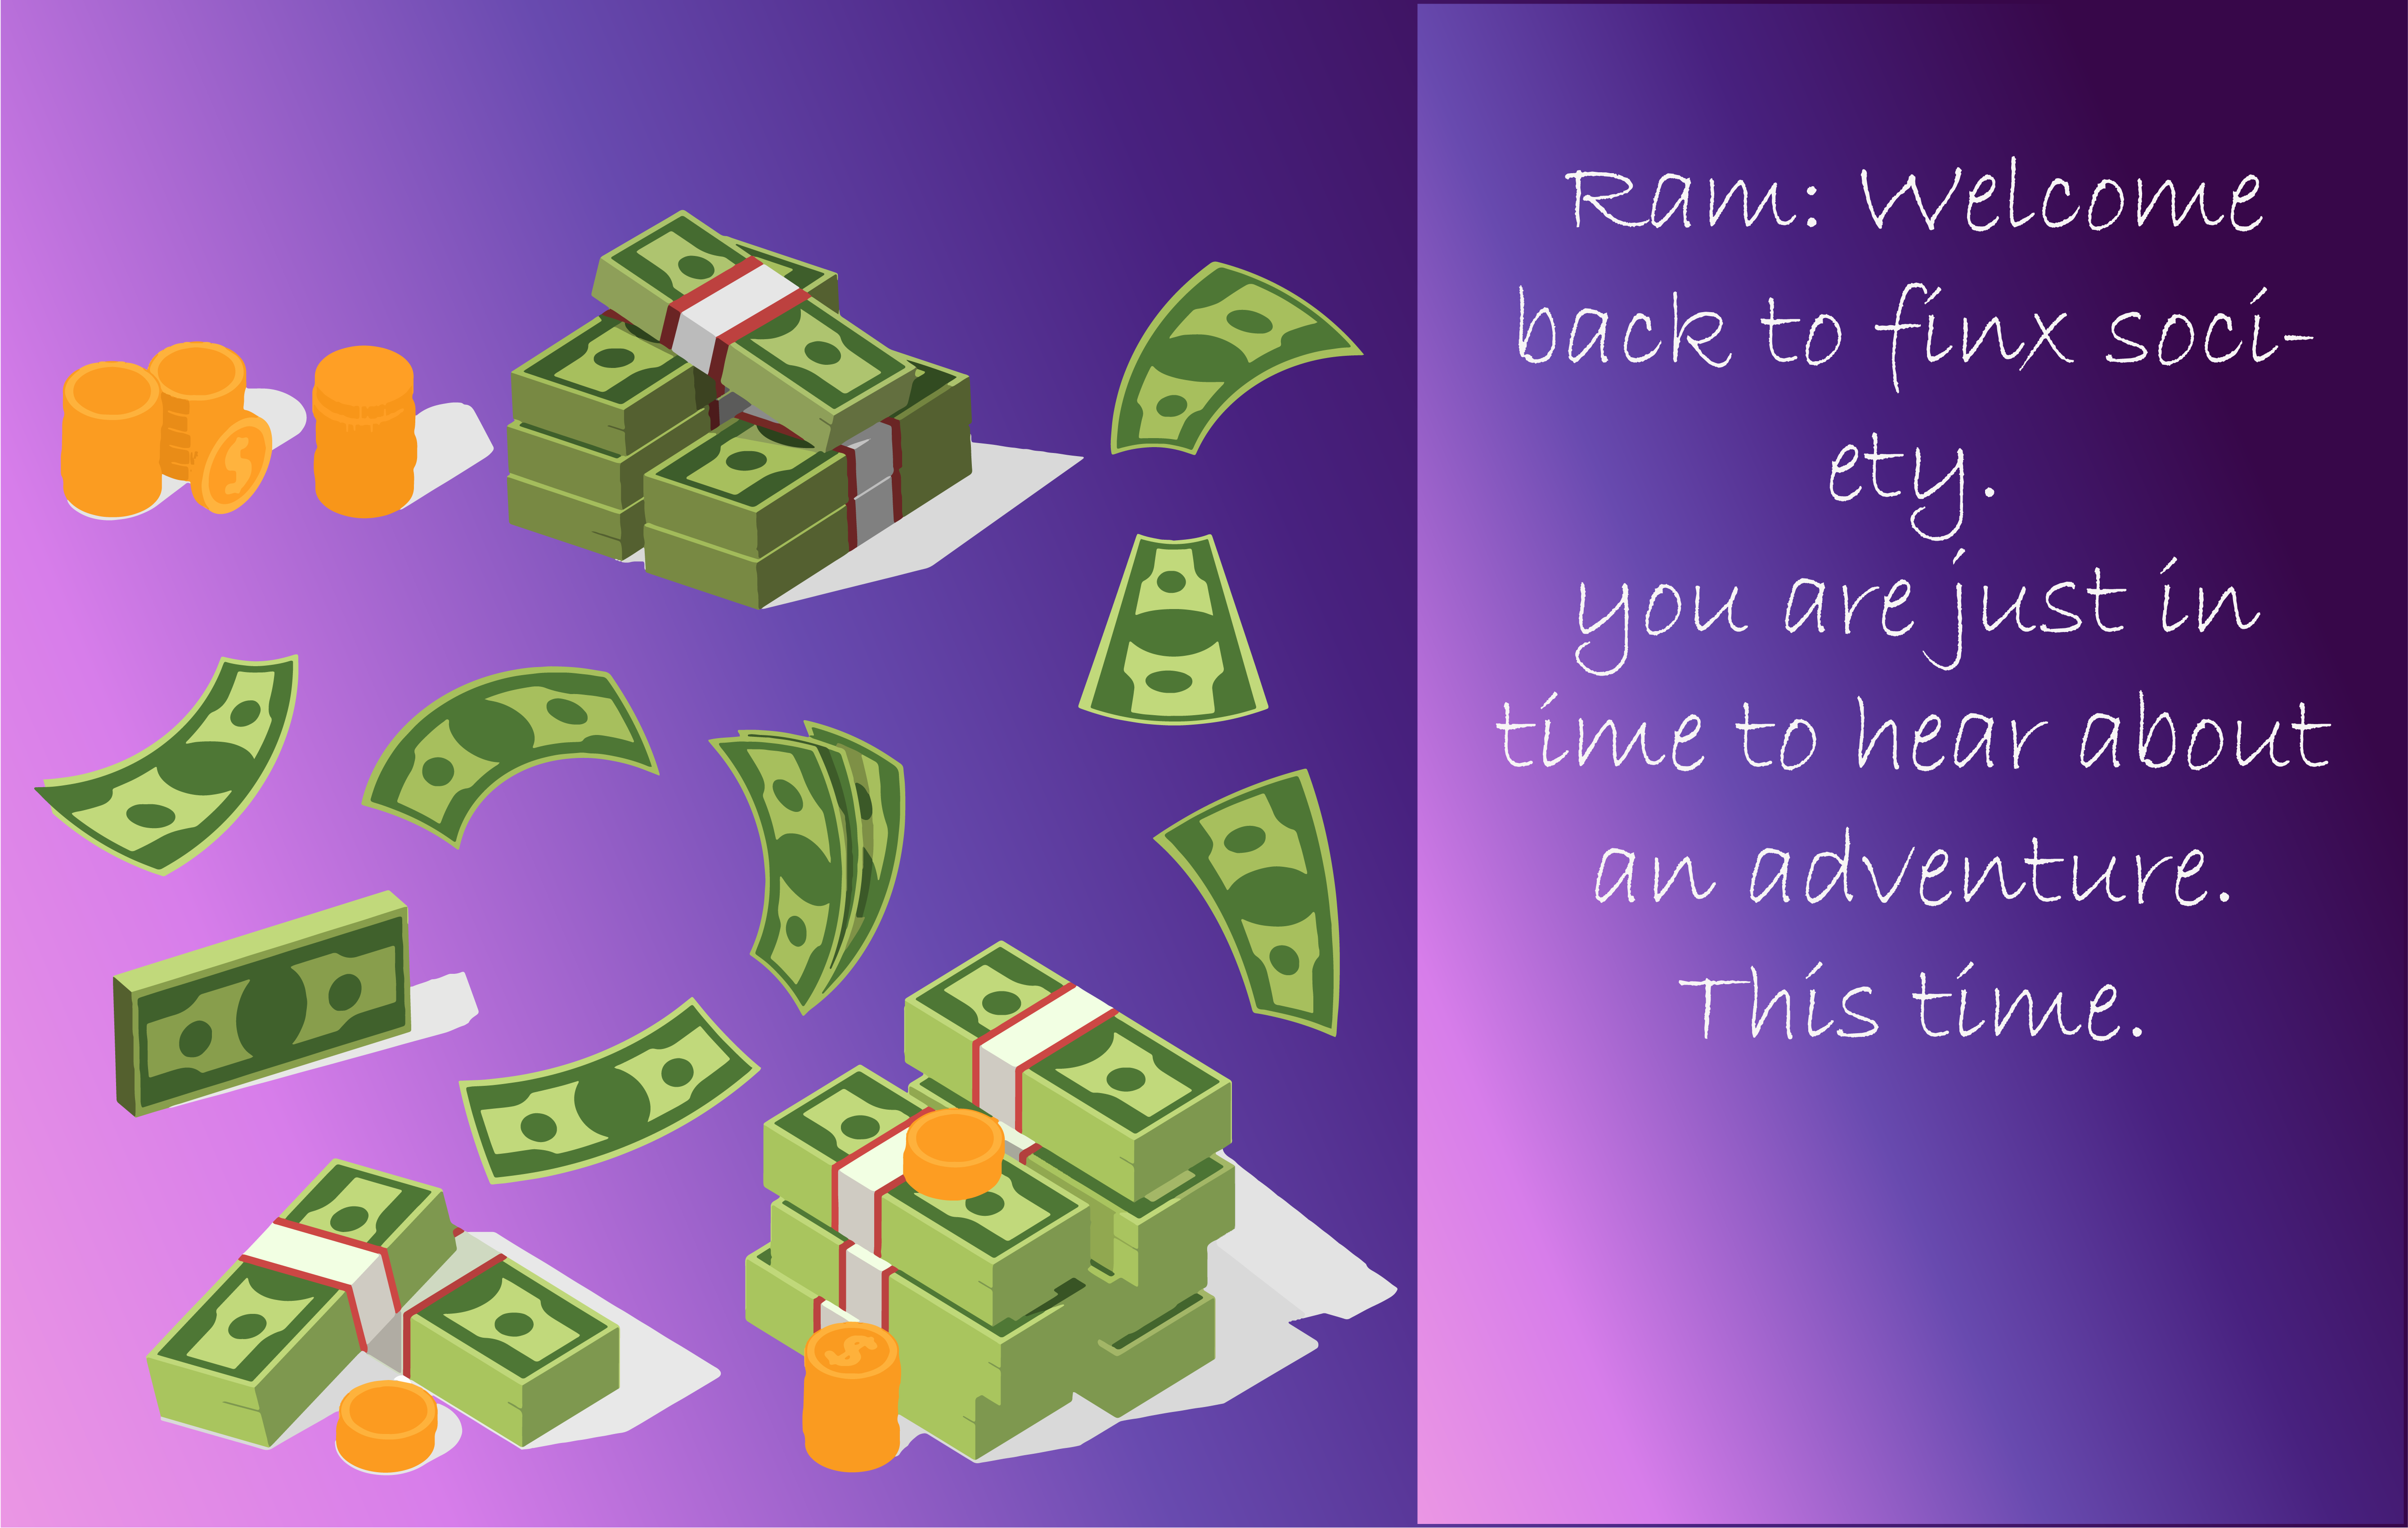 Ram: Welcome
back to finx soci-
ety.
you are just in
time to hear about
an adventure.
This time.
$
$